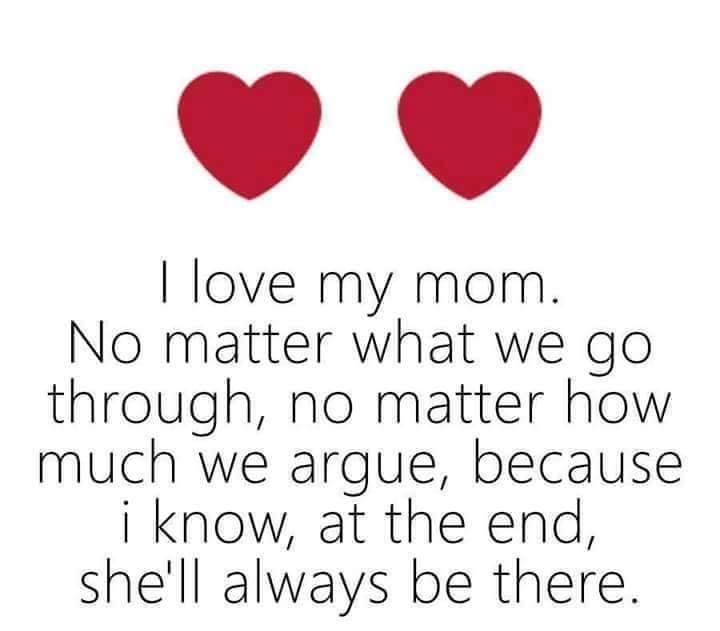 I love my mom.
No matter what we go
through, no matter how
much we argue, because
i know, at the end,
she'll always be there.